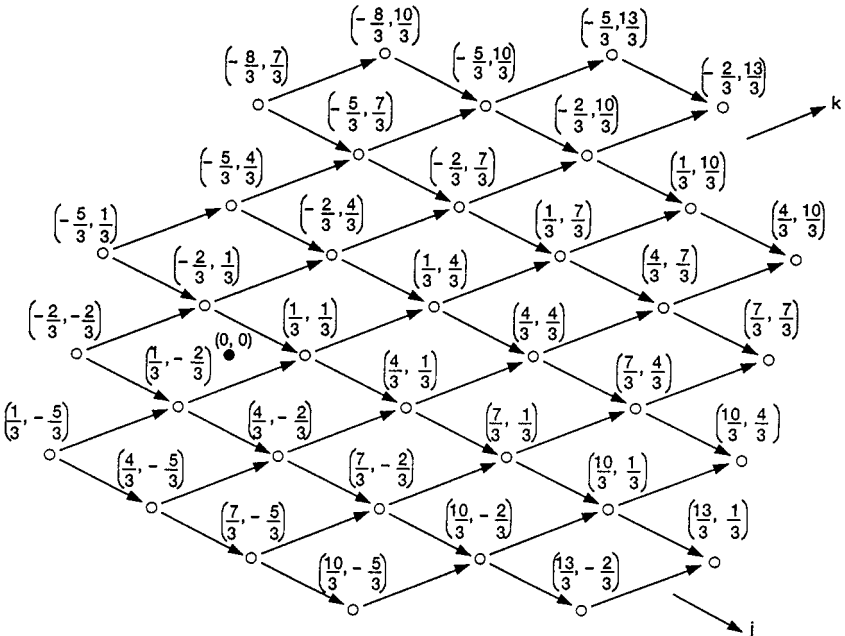 (- 8/3, 10/3)
(- 5/3, 13/3)
(- 8/3, 7/3)
(- 5/3, 10/3)
(- 2/3, 13/3)
k
(- 5/3, 7/3)
(- 2/3, 10/3)
(- 5/3, 4/3)
(- 2/3, 7/3)
(1/3, 10/3)
(- 5/3, 1/3)
(- 2/3, 4/3)
(1/3, 7/3)
(4/3, 10/3)
(- 2/3, 1/3)
(1/3, 4/3)
(4/3, 7/3)
(- 2/3, - 2/3)
(1/3, 1/3)
(4/3, 4/3)
(7/3, 7/3)
(0, 0)
(1/3, - 2/3)
(4/3, 1/3)
(7/3, 4/3)
(1/3, - 5/3)
(4/3, - 2/3)
(7/3, 1/3)
(10/3, 4/3)
(4/3, - 5/3)
(7/3, - 2/3)
(10/3, 1/3)
(7/3, - 5/3)
(10/3, - 2/3)
(13/3, 1/3)
(10/3, - 5/3)
(13/3, - 2/3)
j